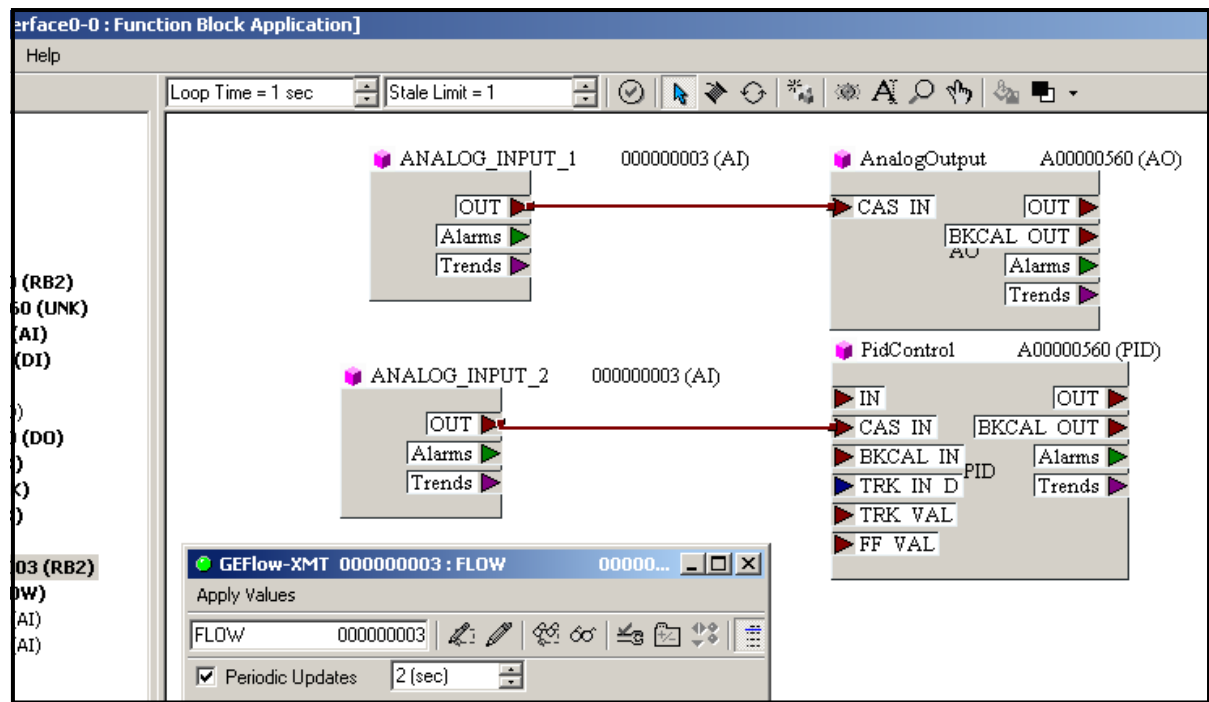 erface0-0 : Function Block Application]
Help
Loop Time = 1 sec Stale Limit = 1
ANALOG_INPUT_1 000000003 (AI)
OUT
Alarms
Trends
AnalogOutput A00000560 (AO)
CAS IN OUT
BKCAL OUT
AO
Alarms
Trends
ANALOG_INPUT_2 000000003 (AI)
OUT
Alarms
Trends
PidControl A00000560 (PID)
IN OUT
CAS IN BKCAL OUT
BKCAL IN Alarms
PID
TRK IN D Trends
TRK VAL
FF VAL
(RB2)
60 (UNK)
(AI)
(DI)
)
(DO)
)
)
)
03 (RB2)
OW)
(AI)
(AI)
GEFlow-XMT 000000003 : FLOW 00000...
Apply Values
FLOW 000000003
Periodic Updates 2 (sec)